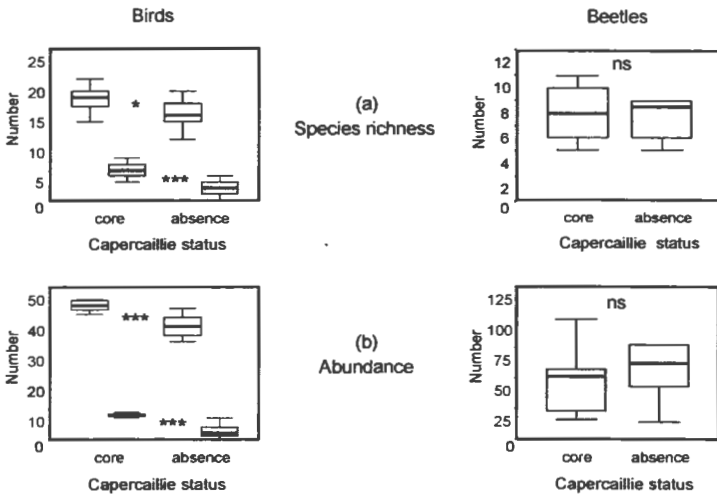 Birds
Beetles
25
20
15
10
5
0
Number
*
***
core absence
Capercaillie status
(a)
Species richness
12
12
10
8
6
4
2
0
Number
ns
core absence
Capercaillie status
50
40
30
20
10
0
Number
***
***
core absence
Capercaillie status
(b)
Abundance
125
100
75
50
25
0
Number
ns
core absence
Capercaillie status